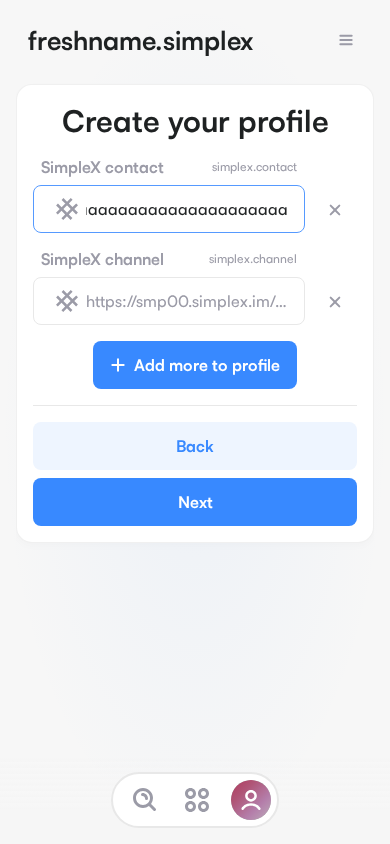 freshname.simplex
Create your profile
SimpleX contact simplex.contact
aaaaaaaaaaaaaaaaaaaa
SimpleX channel simplex.channel
https://smp00.simplex.im/...
Add more to profile
Back
Next